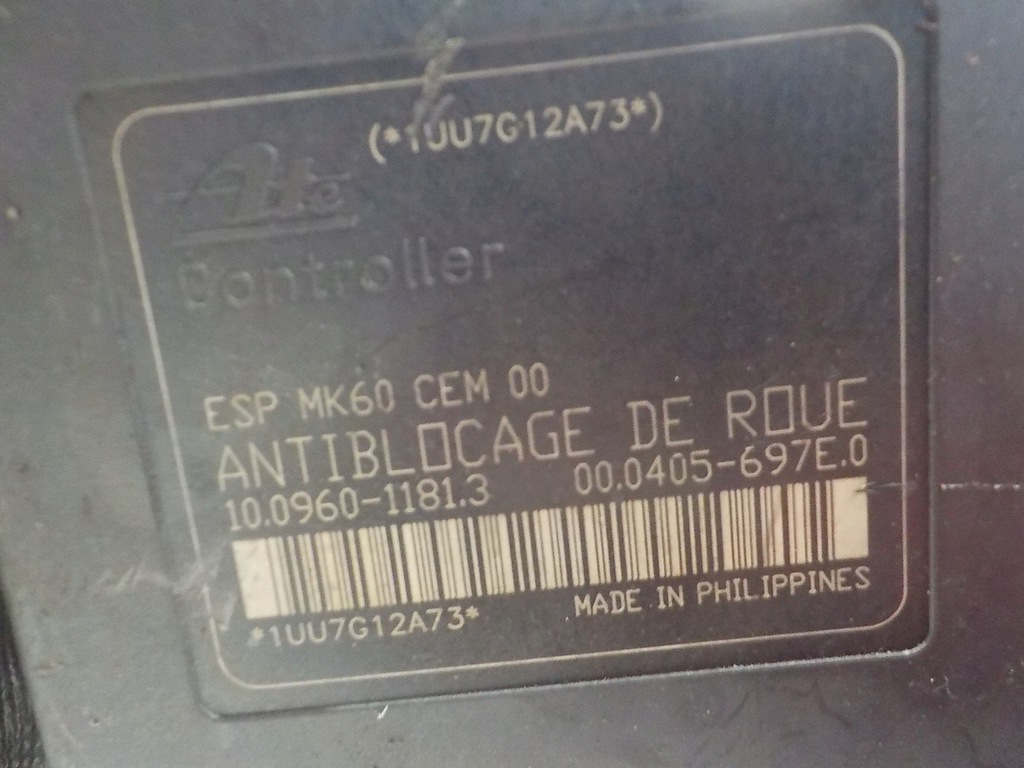 (*1UU7G12A73*)
Ate
Controller
ESP MK60 CEM 00
ANTIBLOCAGE DE ROUE
10.0960-1181.3 00.0405-697E.0
*1UU7G12A73* MADE IN PHILIPPINES